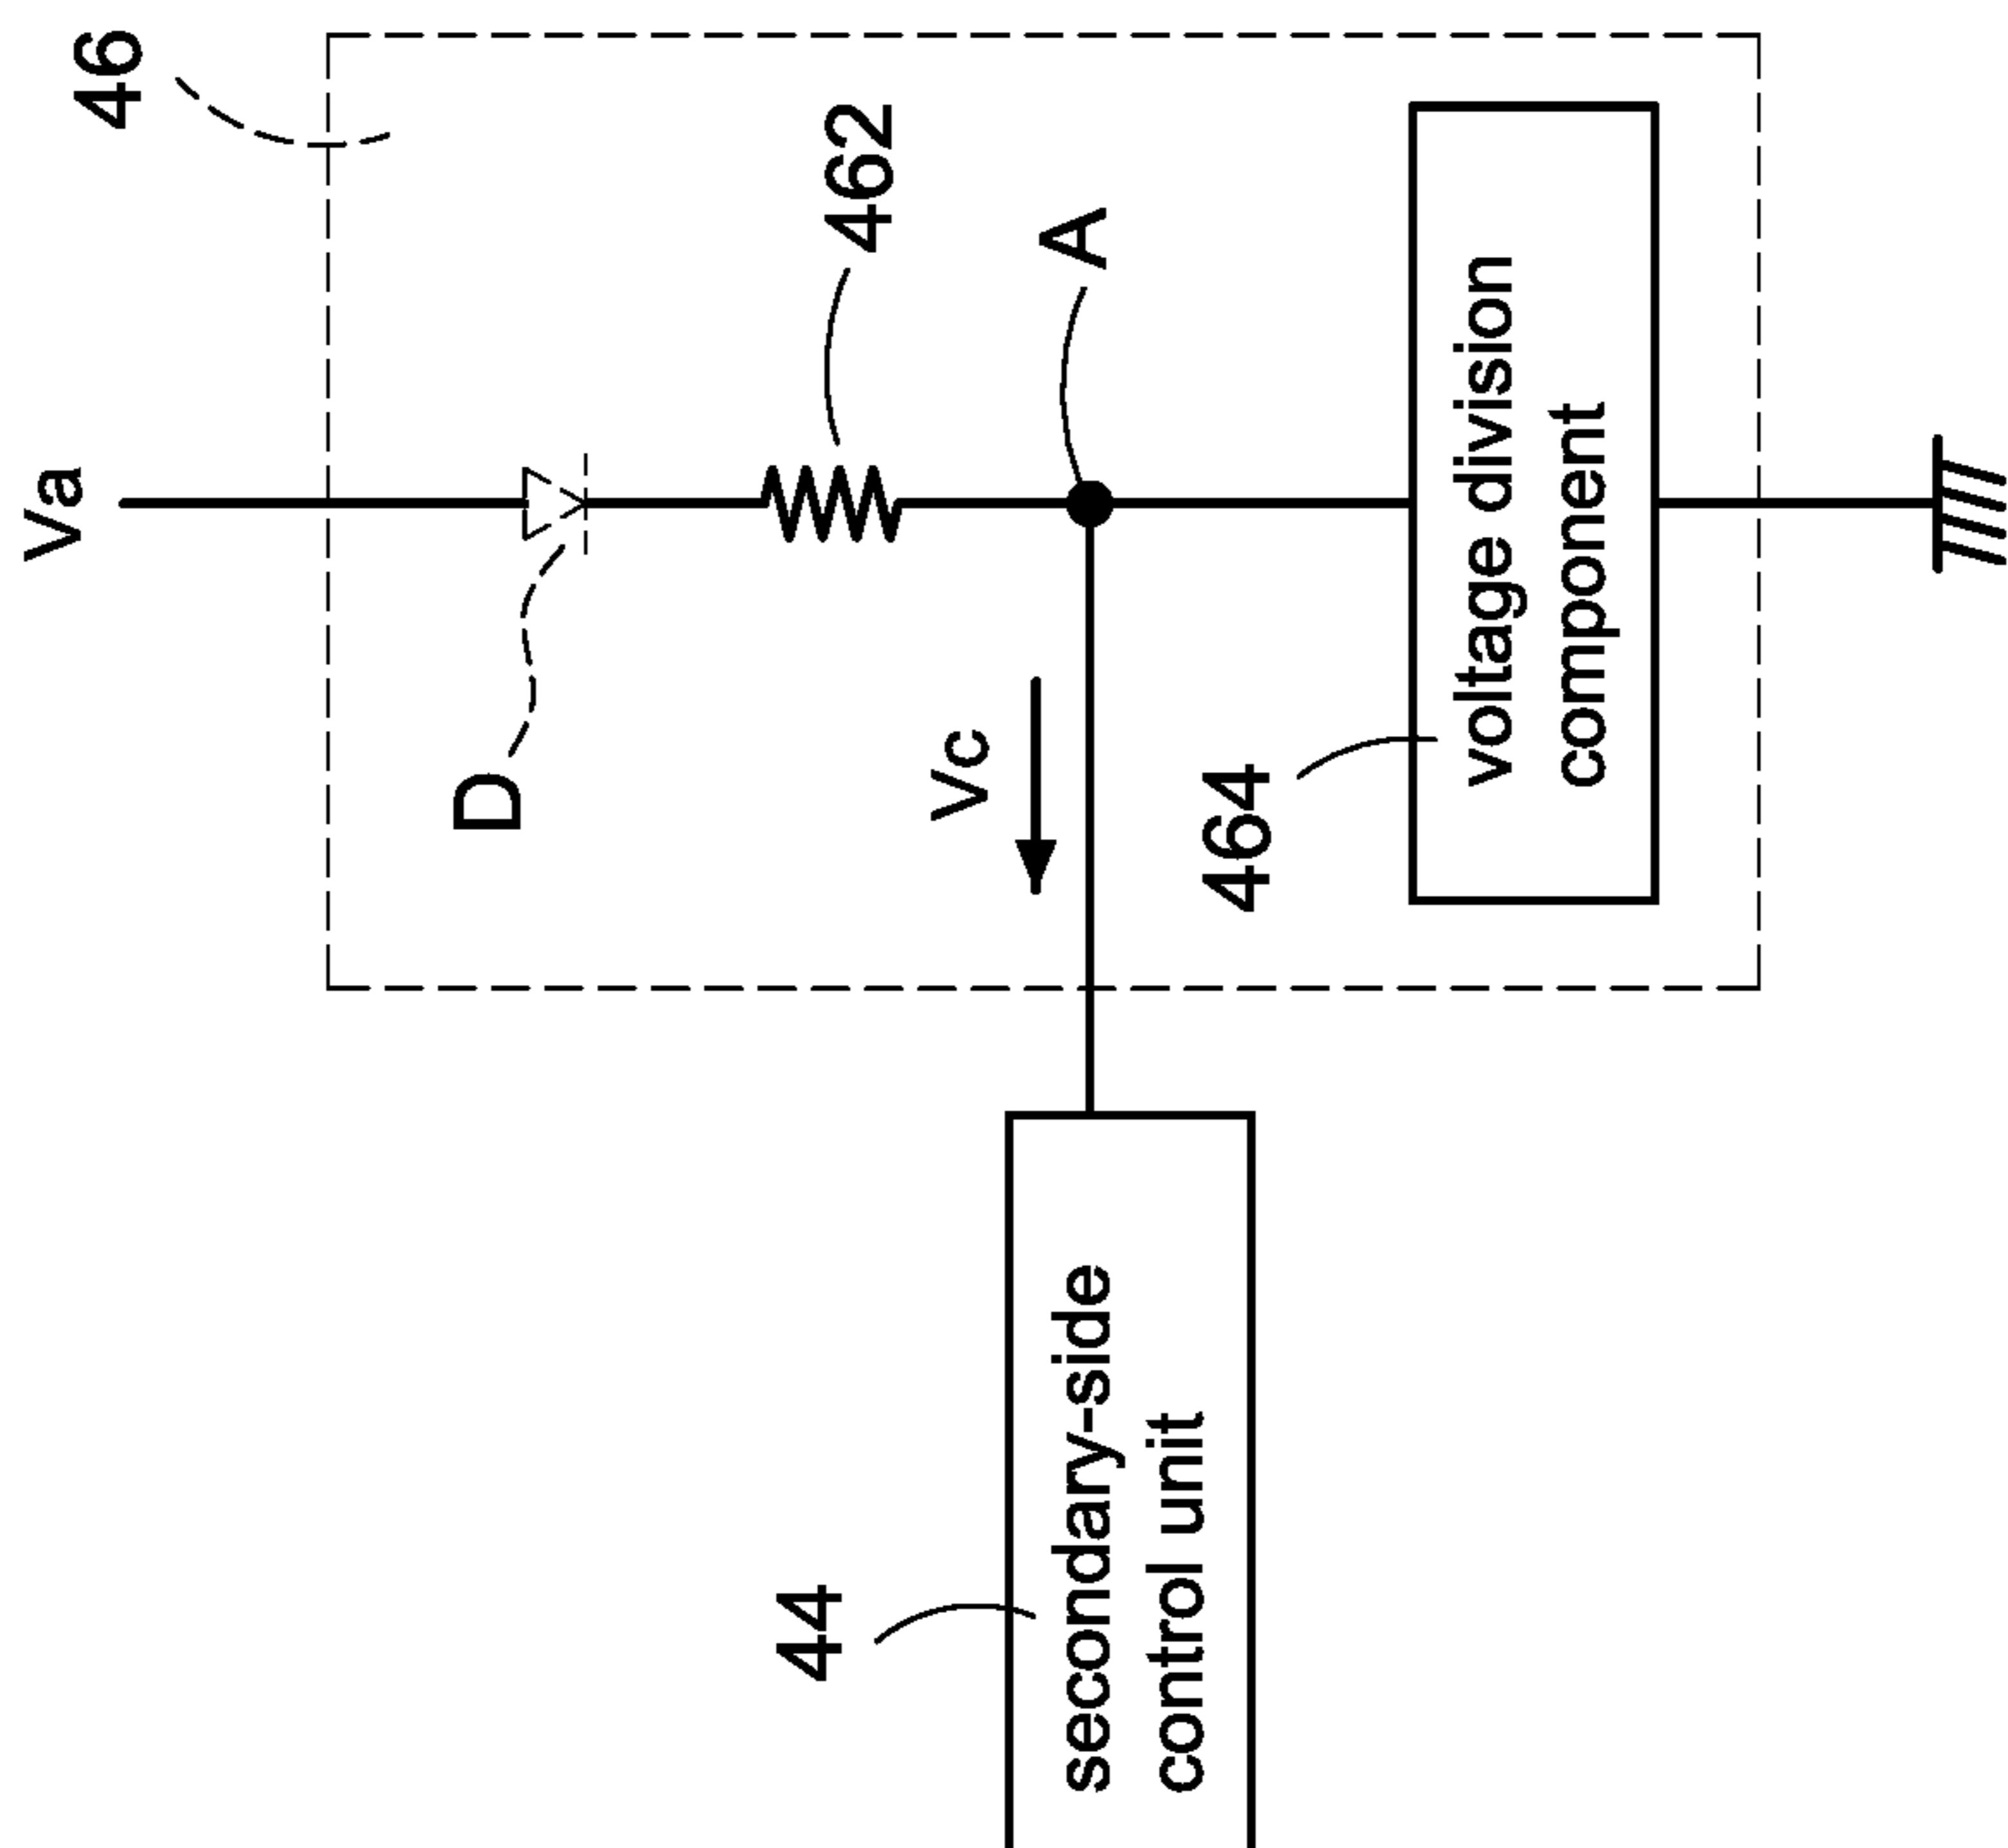 46
Va
D
462
A
Vc
464
voltage division
component
44
secondary-side
control unit